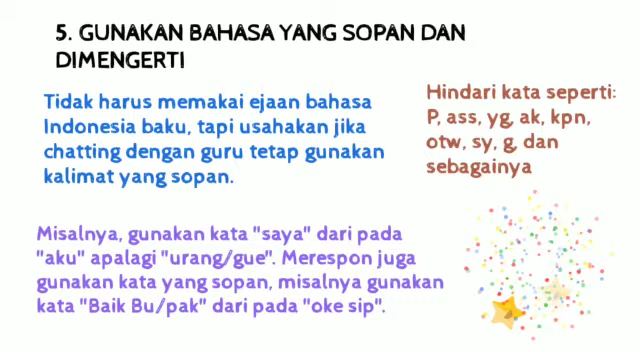 5. GUNAKAN BAHASA YANG SOPAN DAN
DIMENGERTI
Tidak harus memakai ejaan bahasa
Indonesia baku, tapi usahakan jika
chatting dengan guru tetap gunakan
kalimat yang sopan.
Hindari kata seperti:
P, ass, yg, ak, kpn,
otw, sy, g, dan
sebagainya
Misalnya, gunakan kata "saya" dari pada
"aku" apalagi "urang/gue". Merespon juga
gunakan kata yang sopan, misalnya gunakan
kata "Baik Bu/pak" dari pada "oke sip".